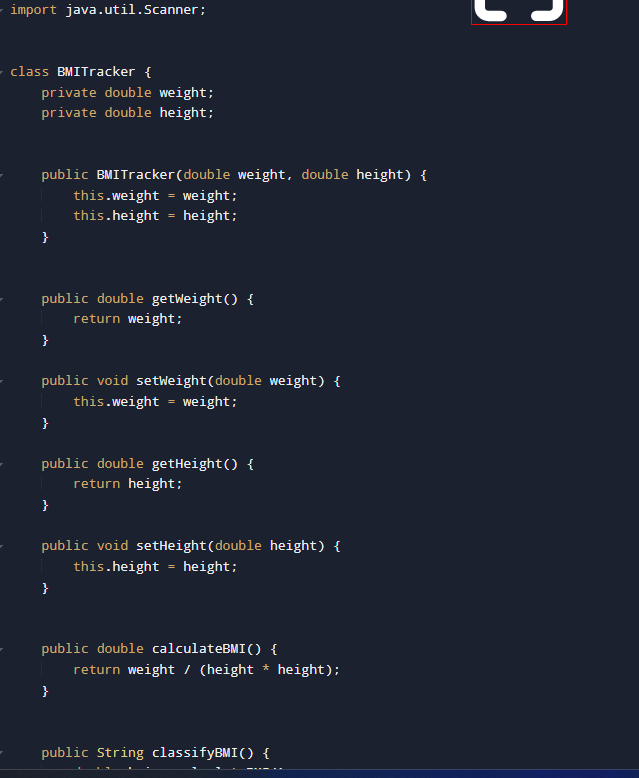 import java.util.Scanner;
class BMITracker {
private double weight;
private double height;
public BMITracker(double weight, double height) {
this.weight = weight;
this.height = height;
}
public double getWeight() {
return weight;
}
public void setWeight(double weight) {
this.weight = weight;
}
public double getHeight() {
return height;
}
public void setHeight(double height) {
this.height = height;
}
public double calculateBMI() {
return weight / (height * height);
}
public String classifyBMI() {